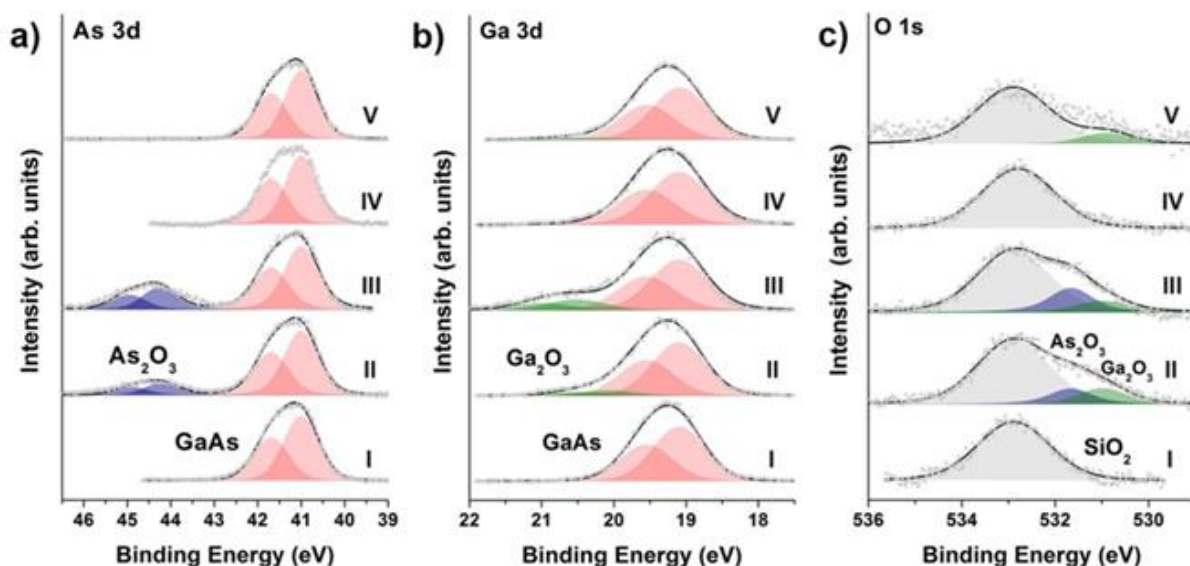 a) As 3d
V
IV
III
As₂O₃
II
GaAs
I
Intensity (arb. units)
46 45 44 43 42 41 40 39
Binding Energy (eV)
b) Ga 3d
V
IV
III
Ga₂O₃
II
GaAs
I
Intensity (arb. units)
22 21 20 19 18
Binding Energy (eV)
c) O 1s
V
IV
III
As₂O₃
Ga₂O₃
II
SiO₂
I
Intensity (arb. units)
536 534 532 530
Binding Energy (eV)